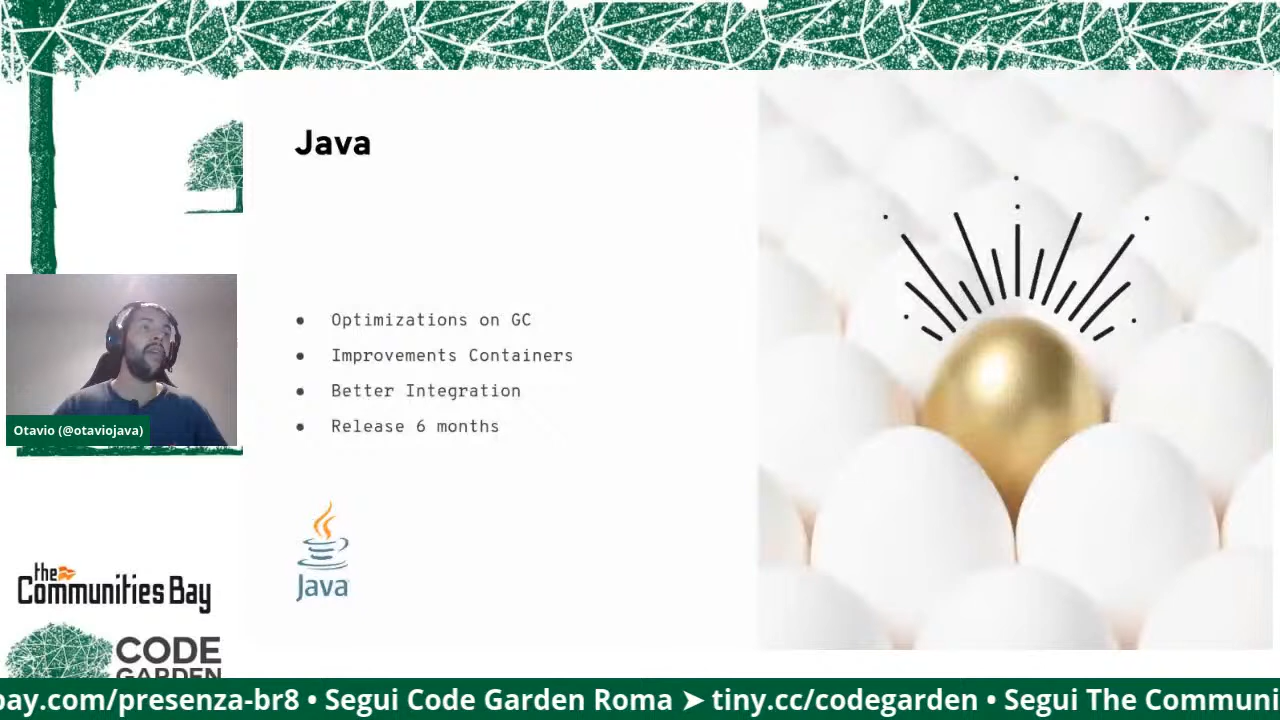 Java
Optimizations on GC
Improvements Containers
Better Integration
Release 6 months
Java
Otavio (@otaviojava)
the
Communities Bay
CODE
GARDEN
bay.com/presenza-br8 • Segui Code Garden Roma ➤ tiny.cc/codegarden • Segui The Communi